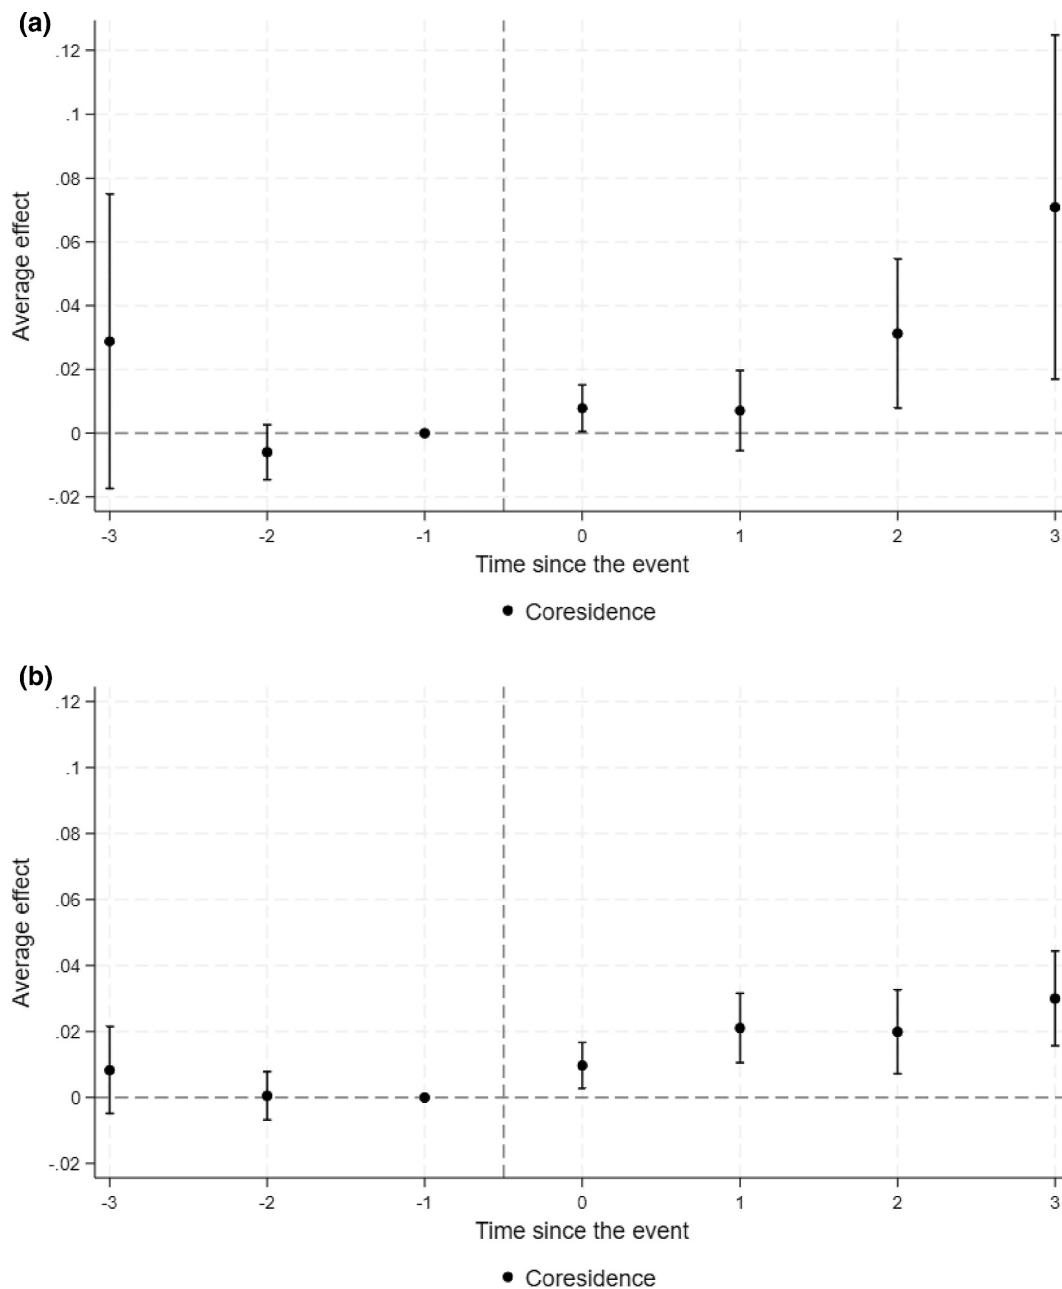 (a)
.12
.1
.08
.06
.04
.02
0
-.02
Average effect
-3 -2 -1 0 1 2 3
Time since the event
Coresidence
(b)
.12
.1
.08
.06
.04
.02
0
-.02
Average effect
-3 -2 -1 0 1 2 3
Time since the event
Coresidence